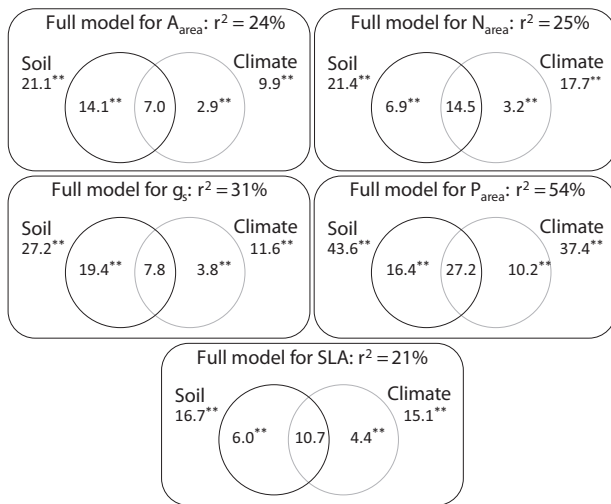 Full model for A_area: r² = 24%
Soil
21.1**
Climate
9.9**
14.1** 7.0 2.9**
Full model for N_area: r² = 25%
Soil
21.4**
Climate
17.7**
6.9** 14.5 3.2**
Full model for g_s: r² = 31%
Soil
27.2**
Climate
11.6**
19.4** 7.8 3.8**
Full model for P_area: r² = 54%
Soil
43.6**
Climate
37.4**
16.4** 27.2 10.2**
Full model for SLA: r² = 21%
Soil
16.7**
Climate
15.1**
6.0** 10.7 4.4**